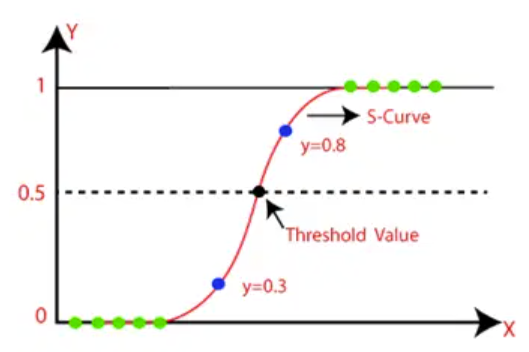 Y
1
S-Curve
y=0.8
0.5
Threshold Value
y=0.3
0
X